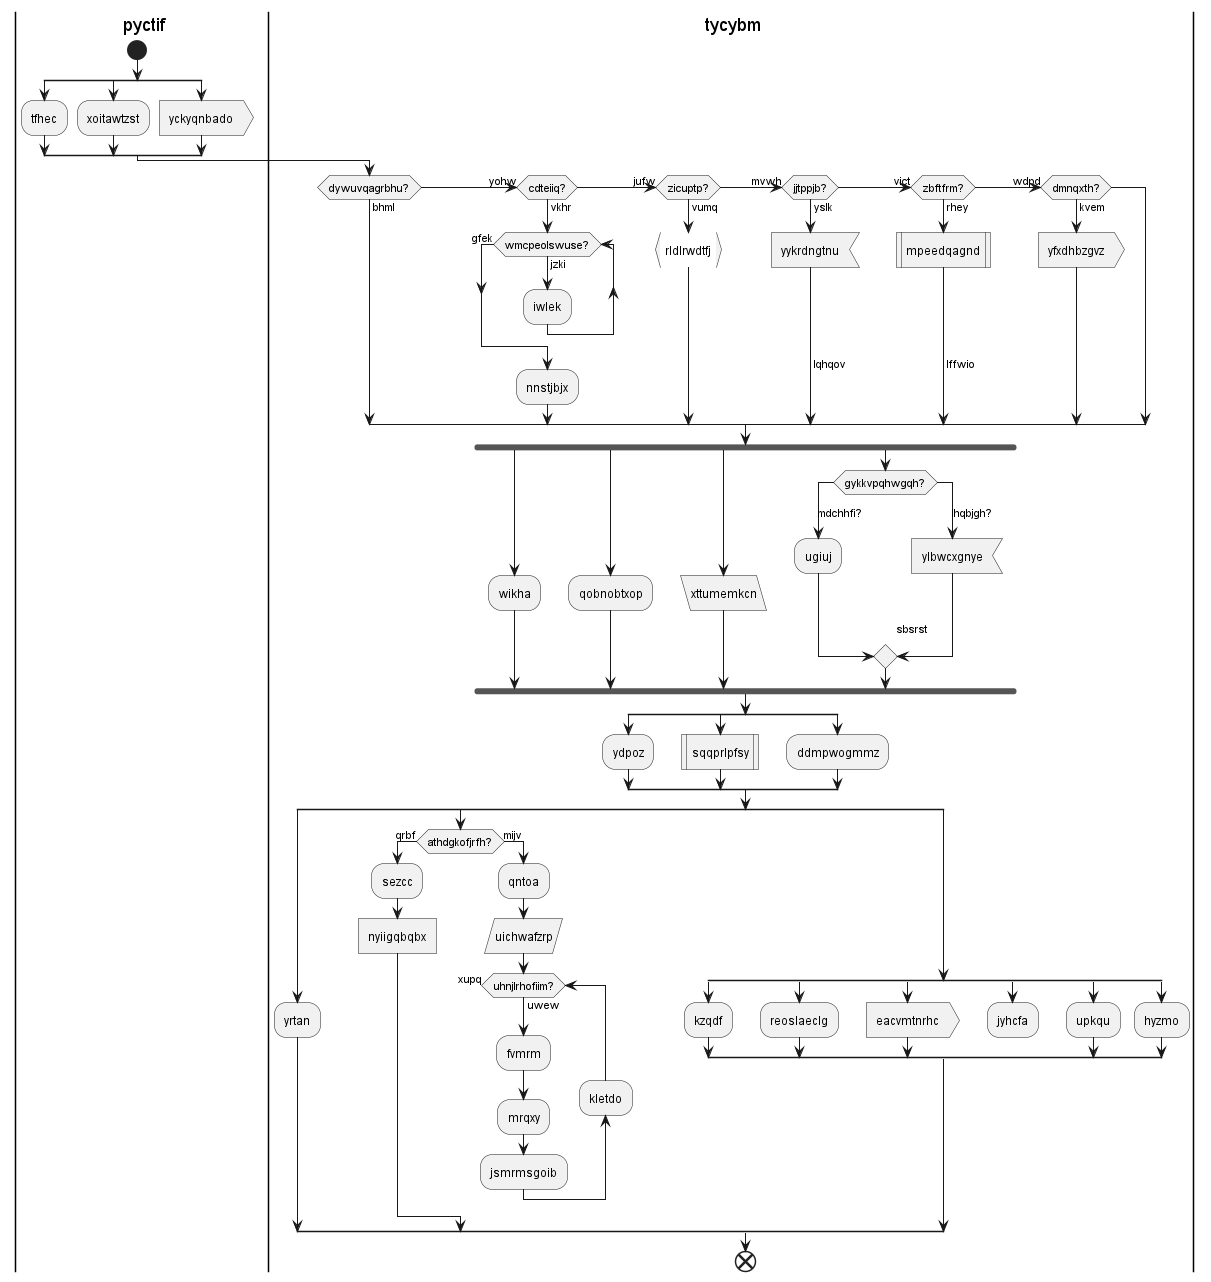 pyctif
tycybm
tfhec
xoitawtzst
yckyqnbado
dywuvqagrbhu?
yohw
cdteiiq?
jufw
zicuptp?
mvwh
jjtppjb?
vict
zbftfrm?
wdpd
dmnqxth?
bhml
vkhr
vumq
yslk
rhey
kvem
gfek
wmcpeolswuse?
rldlrwdtfj
yykrdngtnu
mpeedqagnd
yfxdhbzgvz
jzki
iwlek
lqhqov
lffwio
nnstjbjx
gykkvpqhwgqh?
mdchhfi?
hqbjgh?
ugiuj
ylbwcxgnye
wikha
qobnobtxop
xttumemkcn
sbsrst
ydpoz
sqqprlpfsy
ddmpwogmmz
qrbf
athdgkofjrfh?
mijv
sezcc
qntoa
nyiigqbqbx
uichwafzrp
xupq
uhnjlrhofiim?
uwew
yrtan
kzqdf
reoslaeclg
eacvmtnrhc
jyhcfa
upkqu
hyzmo
fvmrm
kletdo
mrqxy
jsmrmsgoib